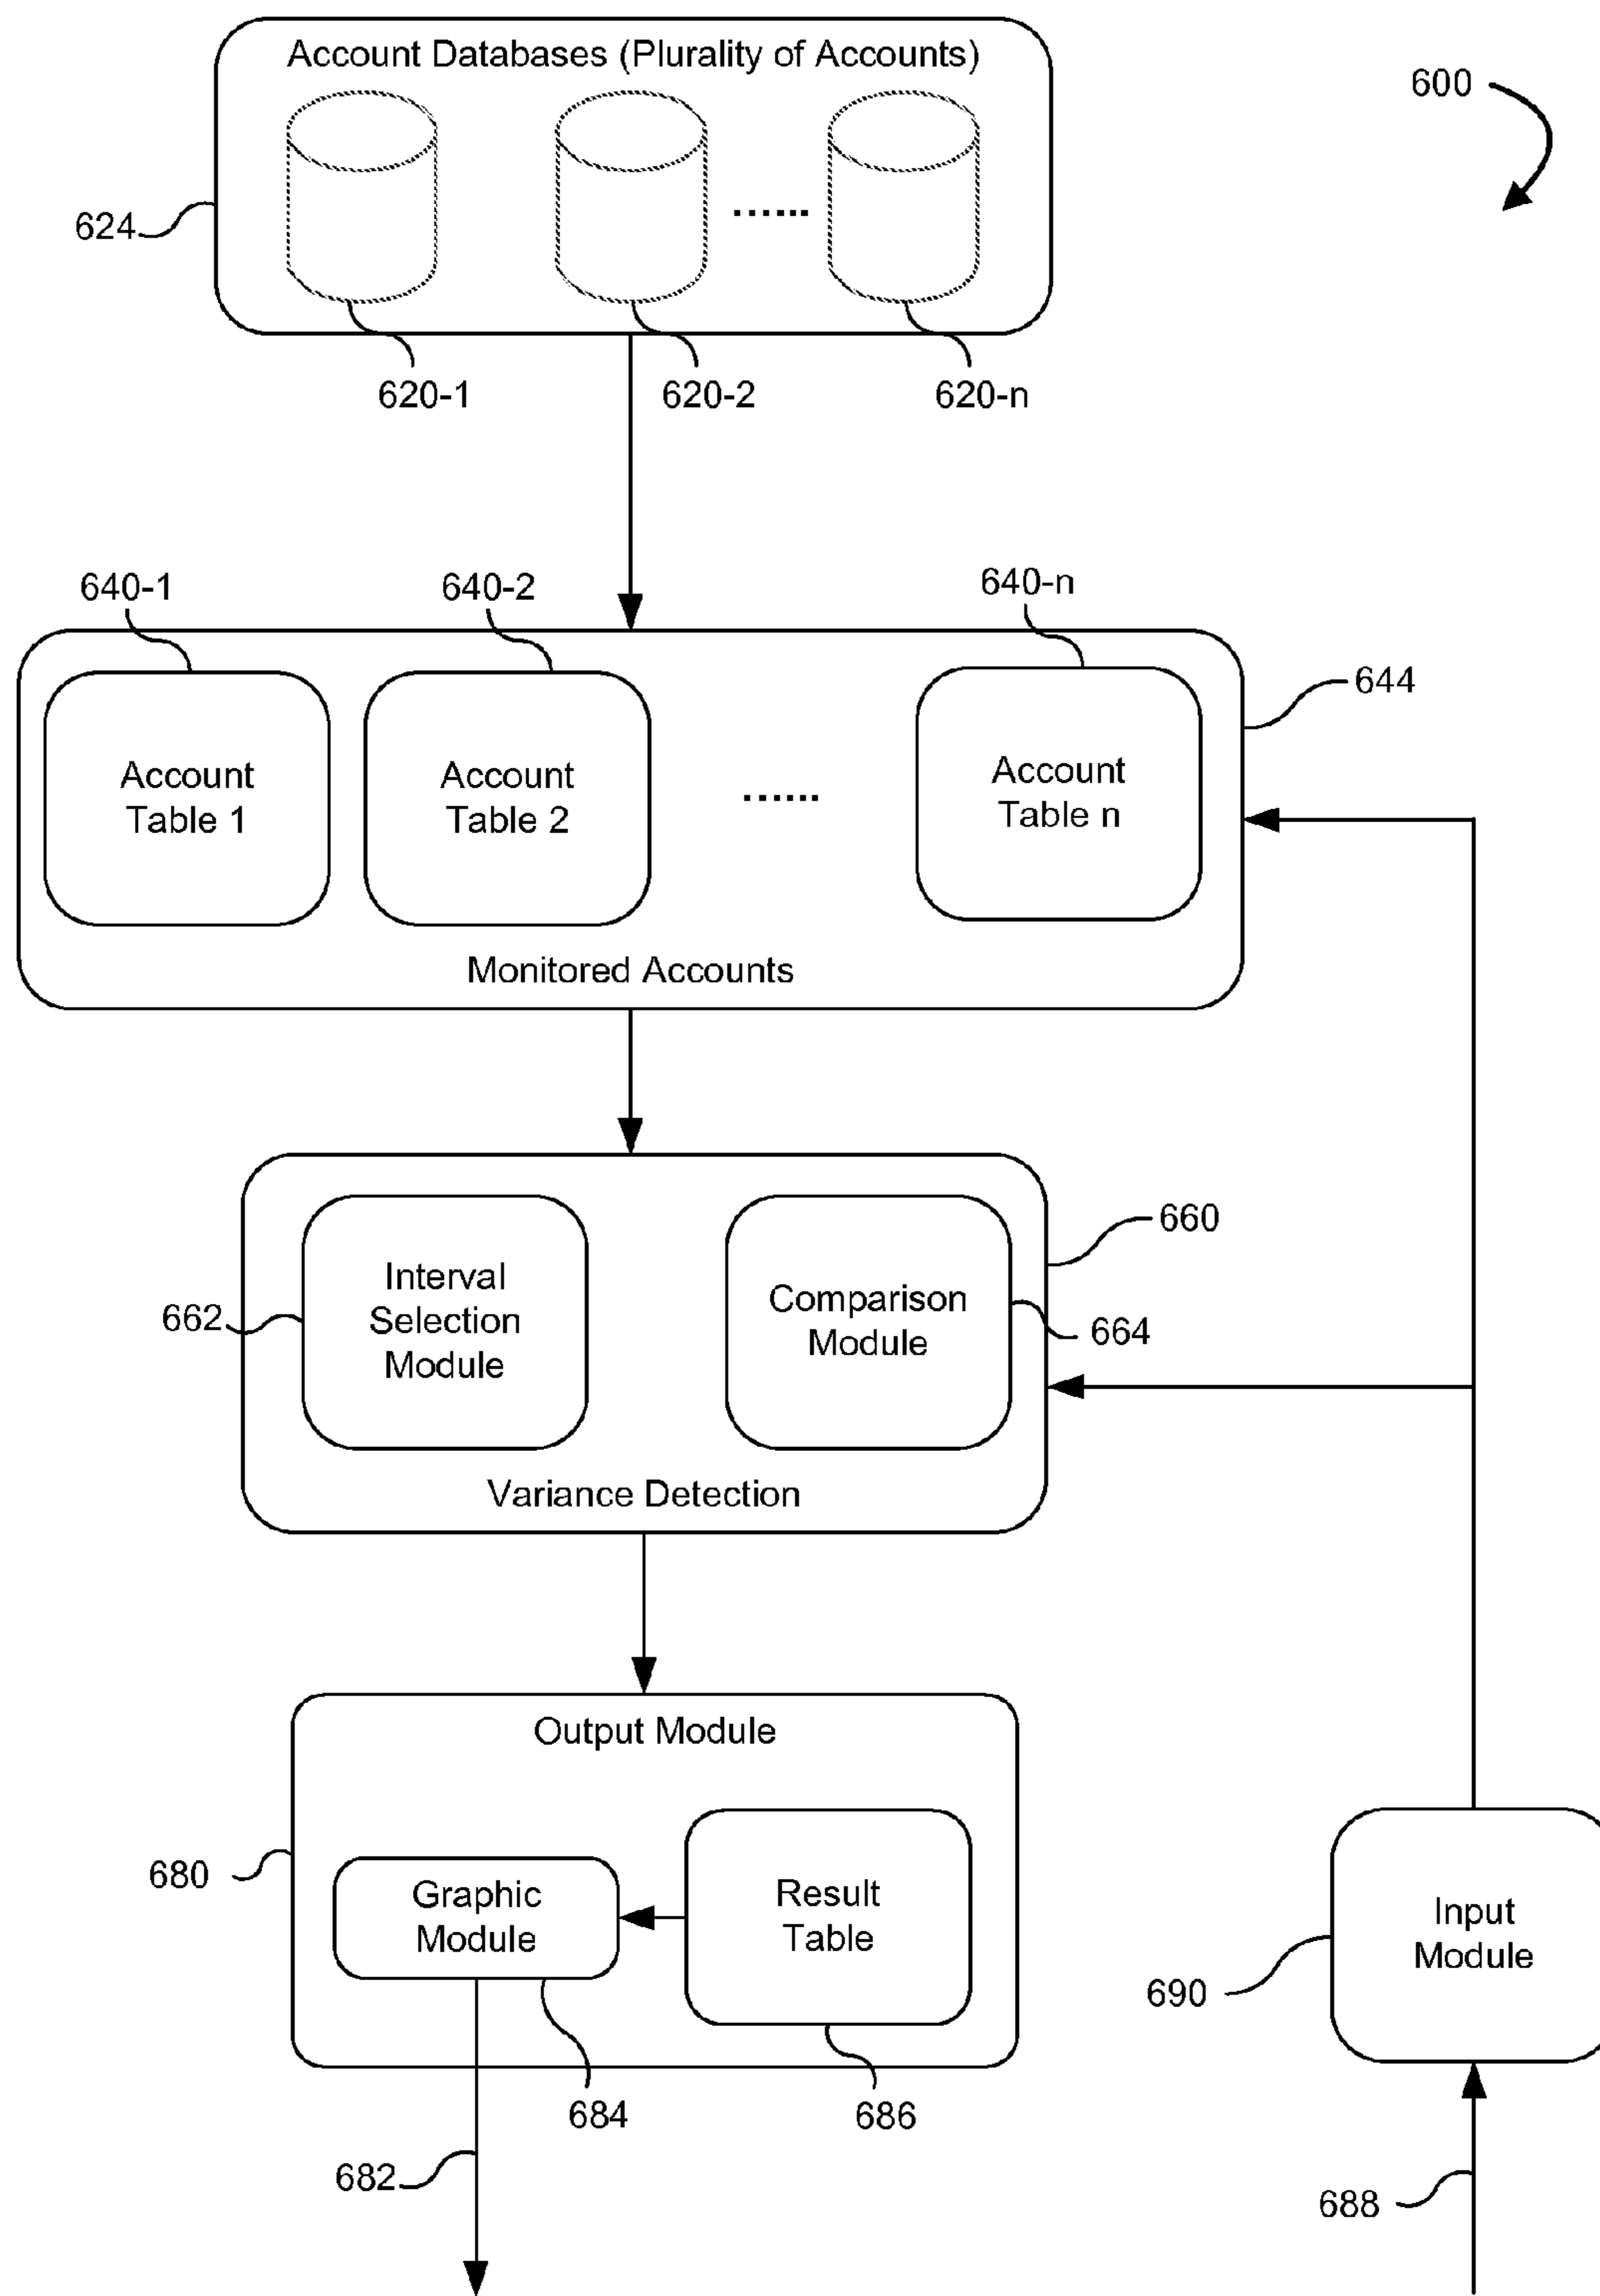 Account Databases (Plurality of Accounts)
600
......
624
620-1
620-2
620-n
640-1
640-2
640-n
644
Account
Table 1
Account
Table 2
......
Account
Table n
Monitored Accounts
660
Interval
Selection
Module
662
Comparison
Module
664
Variance Detection
Output Module
680
Graphic
Module
Result
Table
Input
Module
690
684
686
682
688